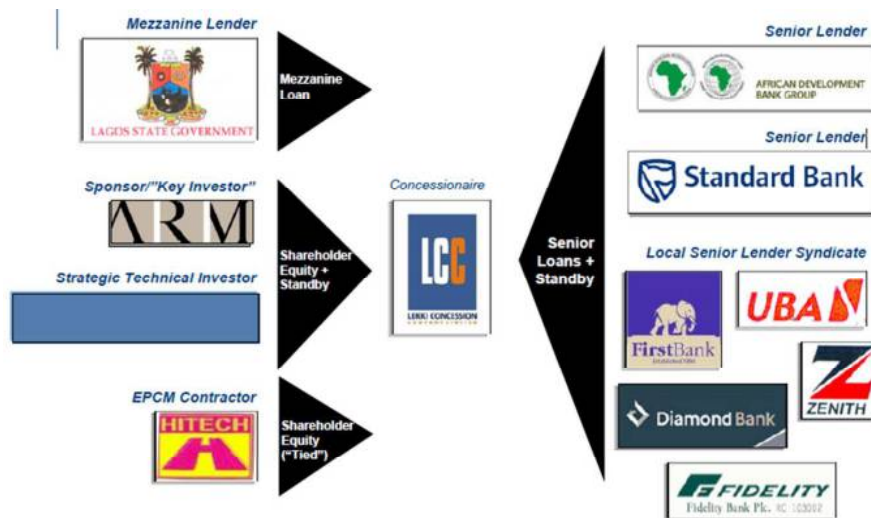 Mezzanine Lender
LAGOS STATE GOVERNMENT
Mezzanine
Loan
Sponsor/"Key Investor"
ARM
Strategic Technical Investor
Shareholder
Equity +
Standby
EPCM Contractor
HITECH
Shareholder
Equity
("Tied")
Concessionaire
LCC
LEKKI CONCESSION
Senior
Loans +
Standby
Senior Lender
AFRICAN DEVELOPMENT
BANK GROUP
Senior Lender
Standard Bank
Local Senior Lender Syndicate
FirstBank
UBA
ZENITH
Diamond Bank
FIDELITY
Fidelity Bank Plc. RC 103022